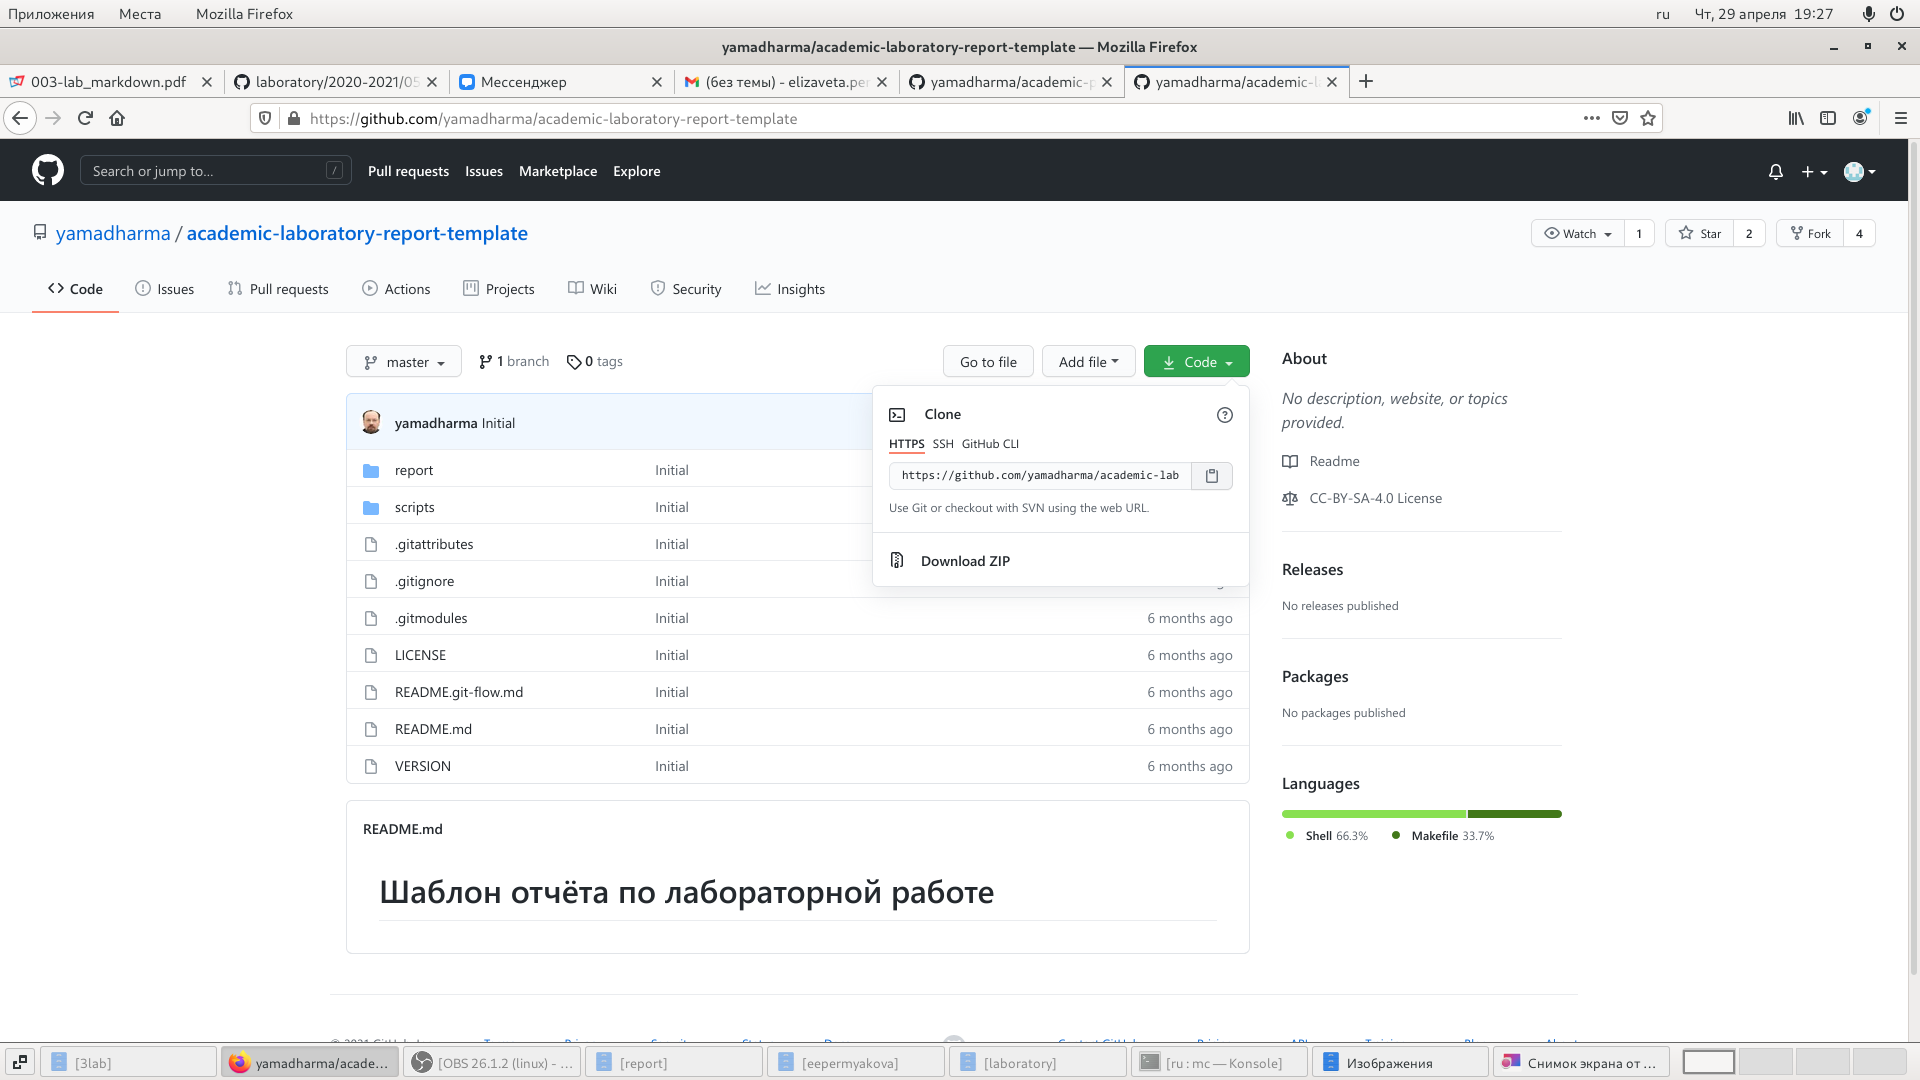 Приложения Места Mozilla Firefox ru Чт, 29 апреля 19:27
yamadharma/academic-laboratory-report-template — Mozilla Firefox
003-lab_markdown.pdf laboratory/2020-2021/05 Мессенджер (без темы) - elizaveta.per yamadharma/academic-p yamadharma/academic-l
https://github.com/yamadharma/academic-laboratory-report-template
Search or jump to... / Pull requests Issues Marketplace Explore
yamadharma / academic-laboratory-report-template Watch 1 Star 2 Fork 4
Code Issues Pull requests Actions Projects Wiki Security Insights
master 1 branch 0 tags Go to file Add file Code
yamadharma Initial
report Initial
scripts Initial
.gitattributes Initial
.gitignore Initial
.gitmodules Initial 6 months ago
LICENSE Initial 6 months ago
README.git-flow.md Initial 6 months ago
README.md Initial 6 months ago
VERSION Initial 6 months ago
Clone
HTTPS SSH GitHub CLI
https://github.com/yamadharma/academic-lab
Use Git or checkout with SVN using the web URL.
Download ZIP
README.md
Шаблон отчёта по лабораторной работе
About
No description, website, or topics
provided.
Readme
CC-BY-SA-4.0 License
Releases
No releases published
Packages
No packages published
Languages
Shell 66.3% Makefile 33.7%
[3lab] yamadharma/acade... [OBS 26.1.2 (linux) - ... [report] [eepermyakova] [laboratory] [ru : mc — Konsole] Изображения Снимок экрана от ...